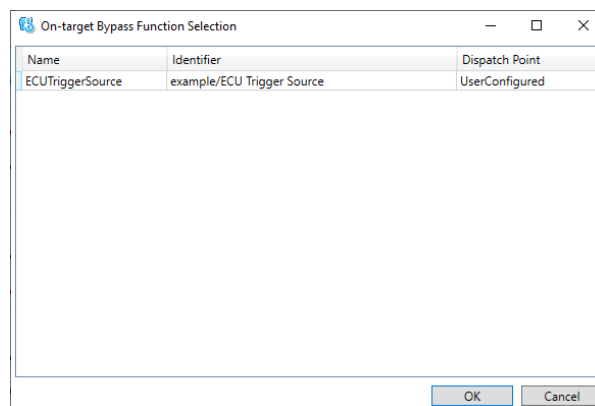 On-target Bypass Function Selection
Name Identifier Dispatch Point
ECUTriggerSource example/ECU Trigger Source UserConfigured
OK Cancel